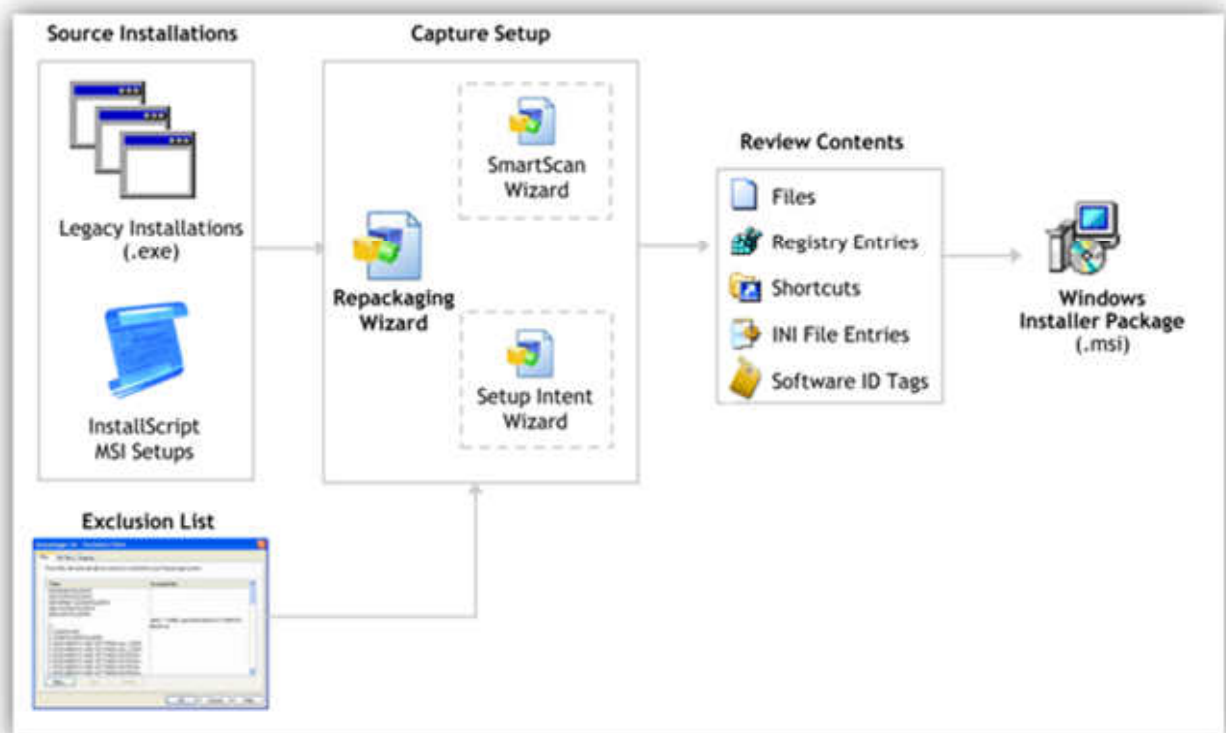 Source Installations
Capture Setup
Legacy Installations
(.exe)
InstallScript
MSI Setups
Repackaging
Wizard
SmartScan
Wizard
Setup Intent
Wizard
Review Contents
Files
Registry Entries
Shortcuts
INI File Entries
Software ID Tags
Windows
Installer Package
(.msi)
Exclusion List